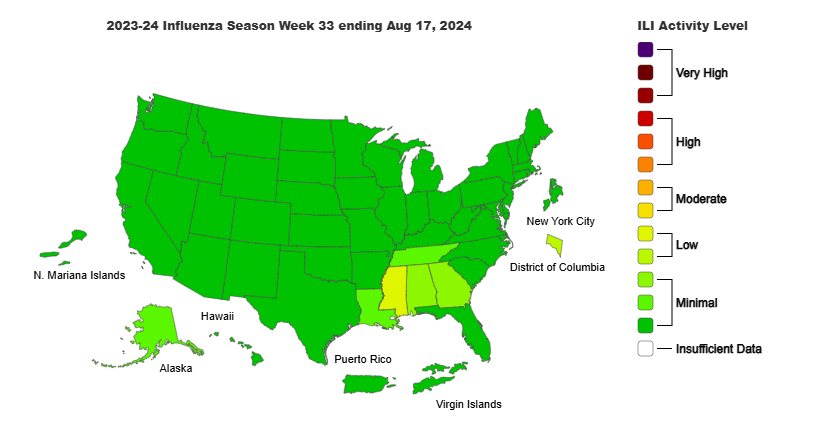 2023-24 Influenza Season Week 33 ending Aug 17, 2024
ILI Activity Level
Very High
High
Moderate
Low
Minimal
Insufficient Data
New York City
District of Columbia
N. Mariana Islands
Hawaii
Alaska
Puerto Rico
Virgin Islands